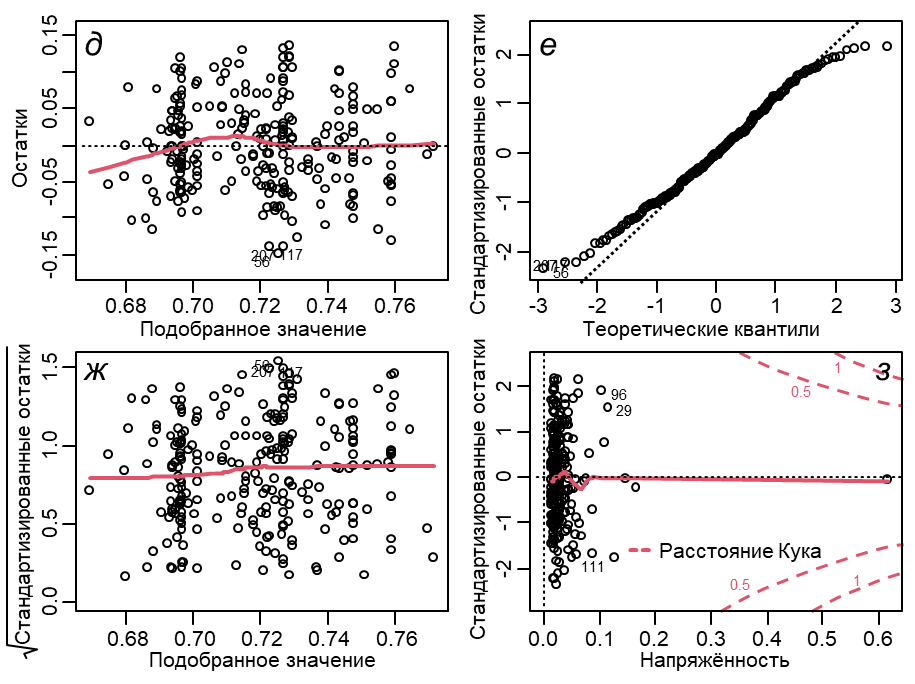 д
Остатки
0.15
0.05
-0.05
-0.15
207 117
56
0.68 0.70 0.72 0.74 0.76
Подобранное значение
е
Стандартизированные остатки
2
1
0
-1
-2
56
-3 -2 -1 0 1 2 3
Теоретические квантили
ж
√Стандартизированные остатки
1.5
1.0
0.5
0.0
56
207 117
0.68 0.70 0.72 0.74 0.76
Подобранное значение
з
Стандартизированные остатки
2
1
0
-1
-2
1
0.5
96
29
Расстояние Кука
111
0.5
1
0.0 0.1 0.2 0.3 0.4 0.5 0.6
Напряжённость